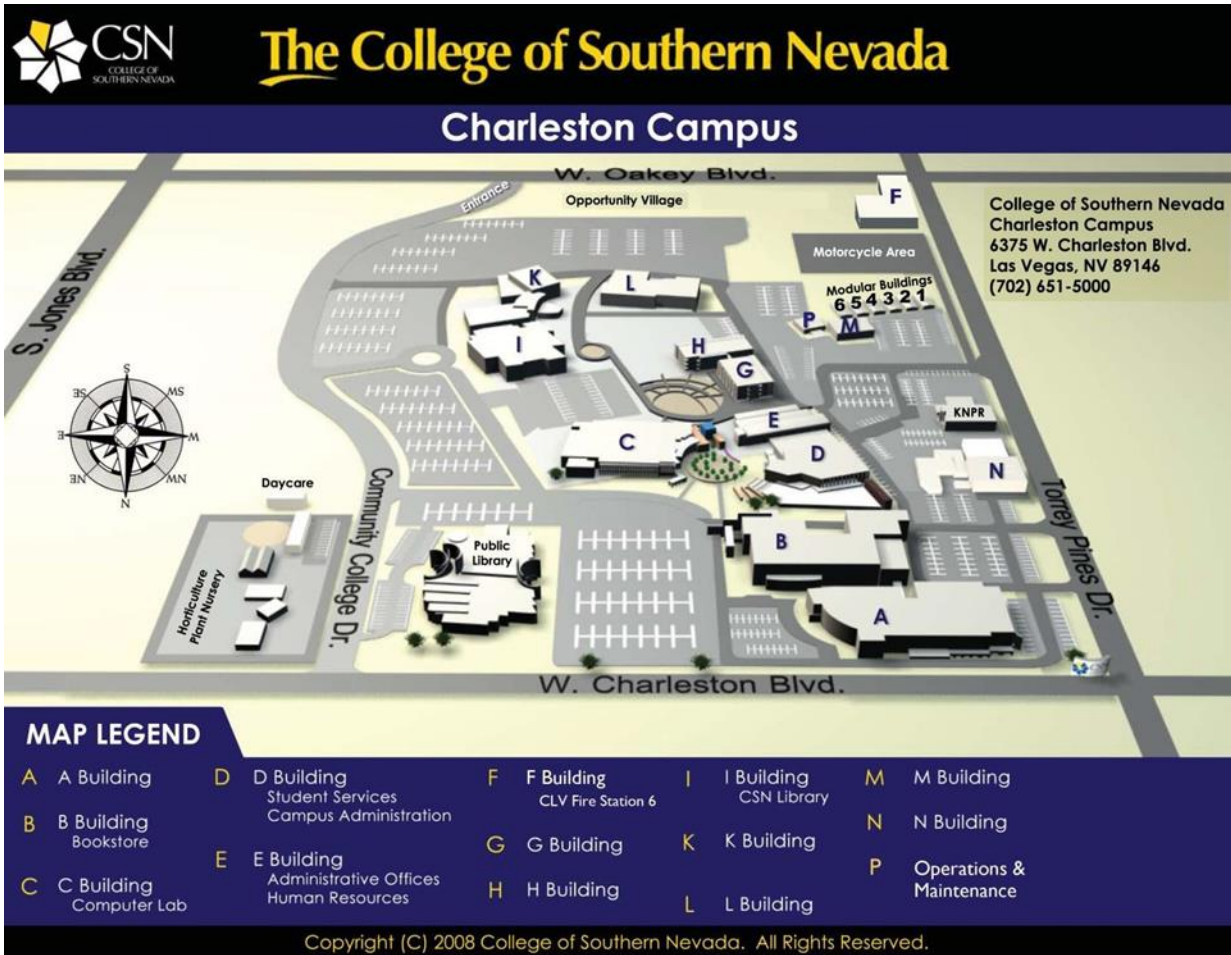 CSN
COLLEGE OF
SOUTHERN NEVADA
The College of Southern Nevada
Charleston Campus
W. Oakey Blvd.
Entrance
Opportunity Village
F
College of Southern Nevada
Charleston Campus
6375 W. Charleston Blvd.
Las Vegas, NV 89146
(702) 651-5000
S. Jones Blvd.
Motorcycle Area
K
L
Modular Buildings
6 5 4 3 2 1
P
M
I
H
G
S
SE
SW
E
W
NE
NW
N
KNPR
E
C
D
N
Daycare
Community College Dr.
Torrey Pines Dr.
Public
Library
B
Horticulture
Plant Nursery
A
W. Charleston Blvd.
MAP LEGEND
A A Building
B B Building
Bookstore
C C Building
Computer Lab
D D Building
Student Services
Campus Administration
E E Building
Administrative Offices
Human Resources
F F Building
CLV Fire Station 6
G G Building
H H Building
I I Building
CSN Library
K K Building
L L Building
M M Building
N N Building
P Operations &
Maintenance
Copyright (C) 2008 College of Southern Nevada. All Rights Reserved.